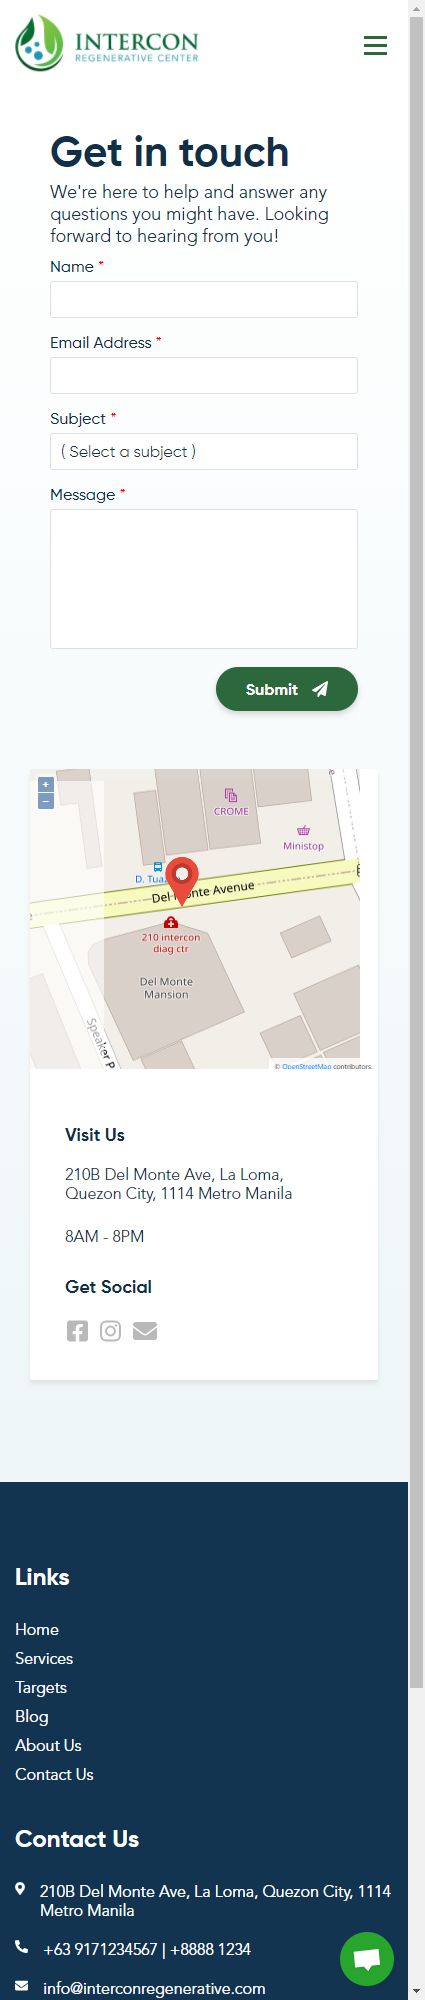 INTERCON
REGENERATIVE CENTER
Get in touch
We're here to help and answer any
questions you might have. Looking
forward to hearing from you!
Name *
Email Address *
Subject *
( Select a subject )
Message *
Submit
+
−
CROME
Ministop
D. Tua
Del Monte Avenue
210 intercon
diag ctr
Del Monte
Mansion
Speaker P
© OpenStreetMap contributors.
Visit Us
210B Del Monte Ave, La Loma,
Quezon City, 1114 Metro Manila
8AM - 8PM
Get Social
Links
Home
Services
Targets
Blog
About Us
Contact Us
Contact Us
210B Del Monte Ave, La Loma, Quezon City, 1114
Metro Manila
+63 9171234567 | +8888 1234
info@interconregenerative.com